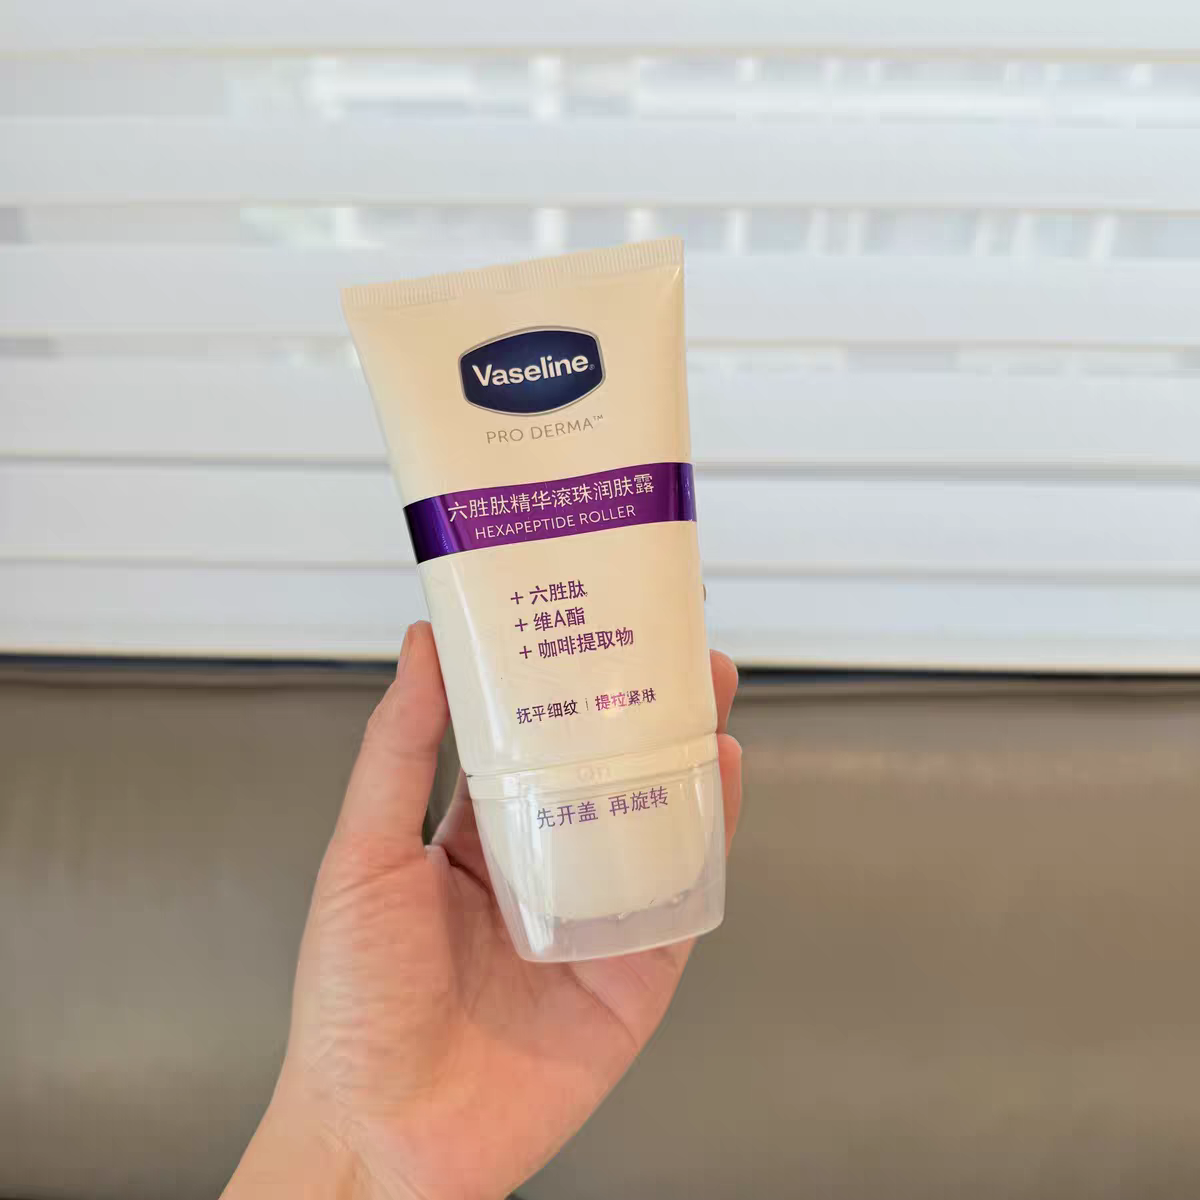 Vaseline®
PRO DERMA™
六胜肽精华滚珠润肤露
HEXAPEPTIDE ROLLER
+ 六胜肽
+ 维A酯
+ 咖啡提取物
抚平细纹 | 提拉紧肤
先开盖 再旋转